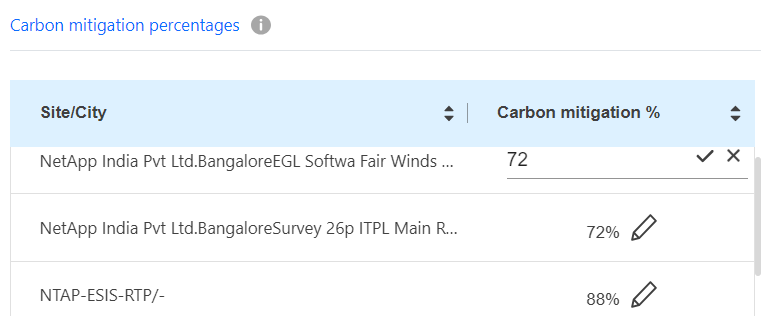 Carbon mitigation percentages i
Site/City Carbon mitigation %
NetApp India Pvt Ltd.BangaloreEGL Softwa Fair Winds ... 72
NetApp India Pvt Ltd.BangaloreSurvey 26p ITPL Main R... 72%
NTAP-ESIS-RTP/- 88%